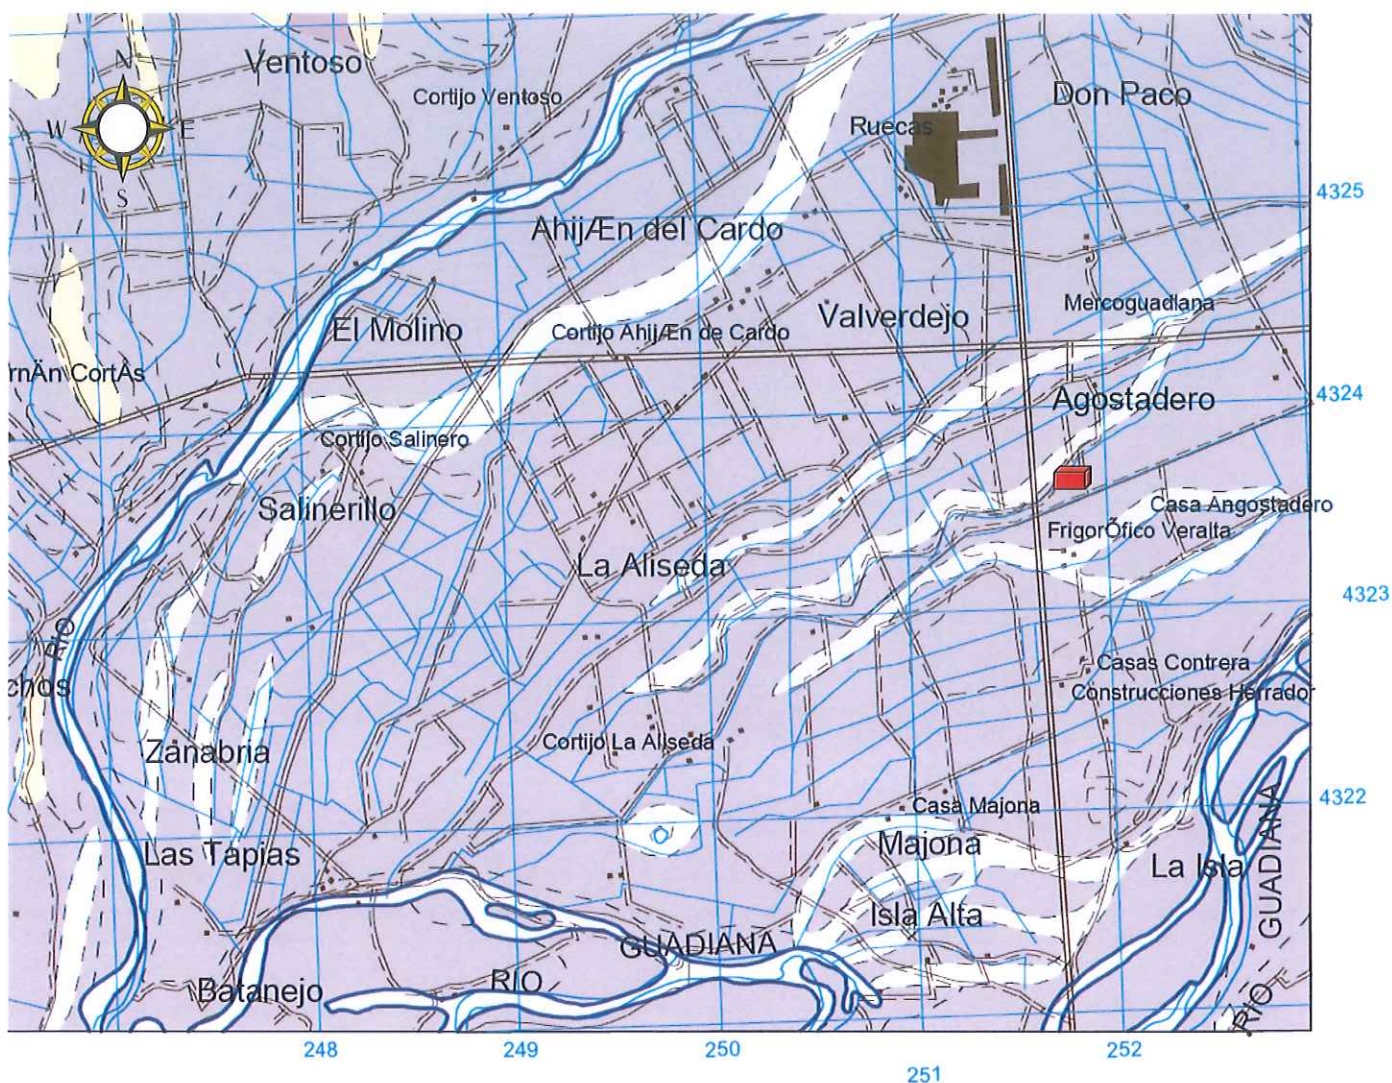 Ventoso
N
Cortijo Ventoso
Don Paco
W
E
Ruecas
S
4325
AhijÆn del Cardo
Mercoguadiana
El Molino
Cortijo AhijÆn de Cardo
Valverdejo
rnÄn CortÀs
4324
Agostadero
Cortijo Salinero
Salinerillo
Casa Angostadero
FrigorÕfico Veralta
La Aliseda
4323
RIO
chos
Casas Contrera
Construcciones Herrador
Zánabria
Cortijo La Aliseda
4322
Casa Majona
Majona
Las Tapias
La Isla
GUADIANA
Isla Alta
GUADIANA
RIO
Batanejo
RIO
248
249
250
251
252